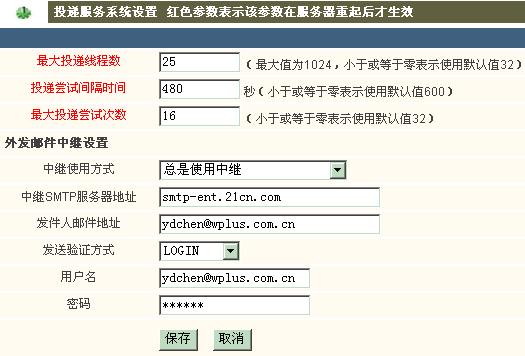 投递服务系统设置 红色参数表示该参数在服务器重起后才生效
最大投递线程数 25 （最大值为1024，小于或等于零表示使用默认值32）
投递尝试间隔时间 480 秒（小于或等于零表示使用默认值600）
最大投递尝试次数 16 （小于或等于零表示使用默认值32）
外发邮件中继设置
中继使用方式 总是使用中继
中继SMTP服务器地址 smtp-ent.21cn.com
发件人邮件地址 ydchen@wplus.com.cn
发送验证方式 LOGIN
用户名 ydchen@wplus.com.cn
密码 ******
保存 取消